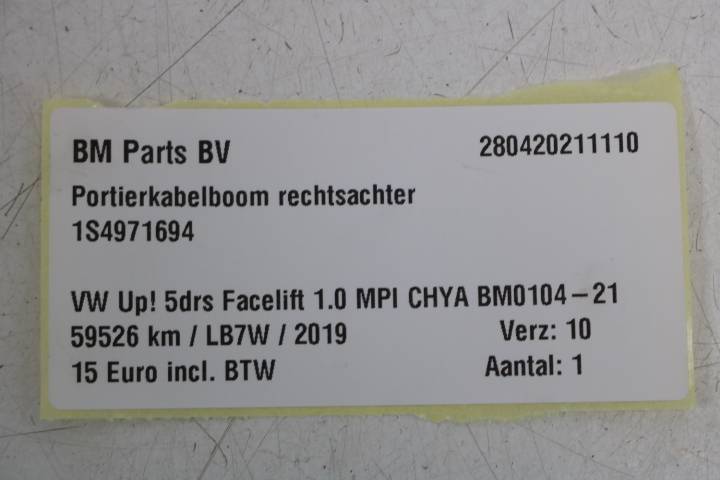 BM Parts BV 280420211110
Portierkabelboom rechtsachter
1S4971694
VW Up! 5drs Facelift 1.0 MPI CHYA BM0104-21
59526 km / LB7W / 2019 Verz: 10
15 Euro incl. BTW Aantal: 1